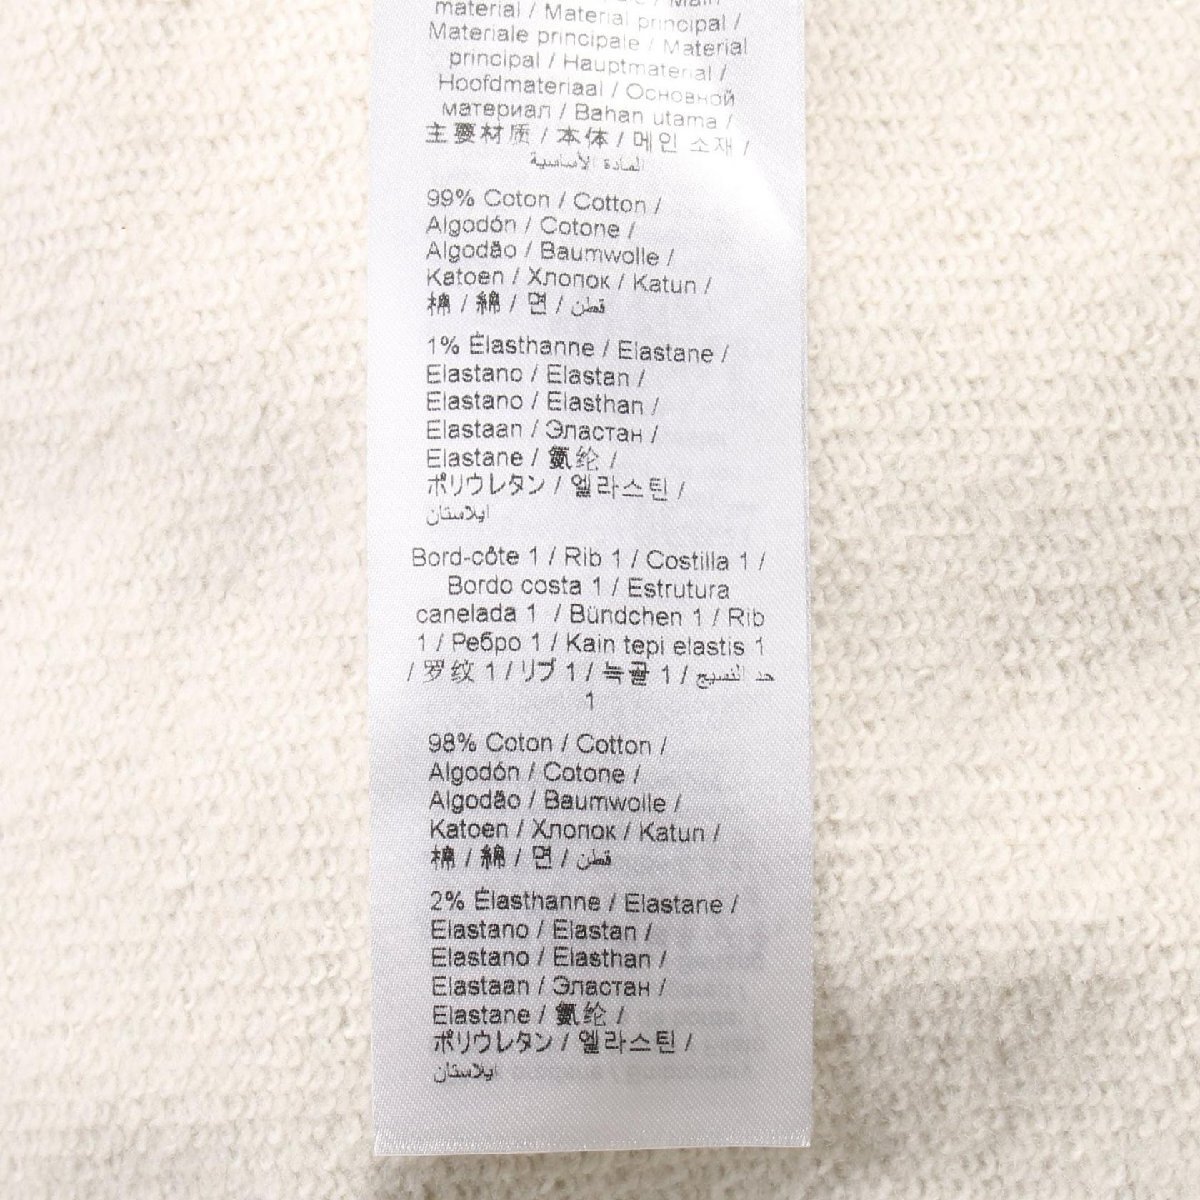 material / Material principal /
Materiale principale / Material
principal / Hauptmaterial /
Hoofdmateriaal / Основной
материал / Bahan utama /
主要材质 / 本体 / 메인 소재 /
المادة الأساسية
99% Coton / Cotton /
Algodón / Cotone /
Algodão / Baumwolle /
Katoen / Хлопок / Katun /
棉 / 綿 / 면 / قطن
1% Élasthanne / Elastane /
Elastano / Elastan /
Elastano / Elasthan /
Elastaan / Эластан /
Elastane / 氨纶 /
ポリウレタン / 엘라스틴 /
ايلاستان
Bord-côte 1 / Rib 1 / Costilla 1 /
Bordo costa 1 / Estrutura
canelada 1 / Bündchen 1 / Rib
1 / Ребро 1 / Kain tepi elastis 1
/ 罗纹 1 / リブ 1 / 늑골 1 / حد النسيج
1
98% Coton / Cotton /
Algodón / Cotone /
Algodão / Baumwolle /
Katoen / Хлопок / Katun /
棉 / 綿 / 면 / قطن
2% Élasthanne / Elastane /
Elastano / Elastan /
Elastano / Elasthan /
Elastaan / Эластан /
Elastane / 氨纶 /
ポリウレタン / 엘라스틴 /
ايلاستان